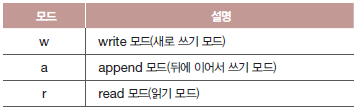 모드 설명
w write 모드(새로 쓰기 모드)
a append 모드(뒤에 이어서 쓰기 모드)
r read 모드(읽기 모드)